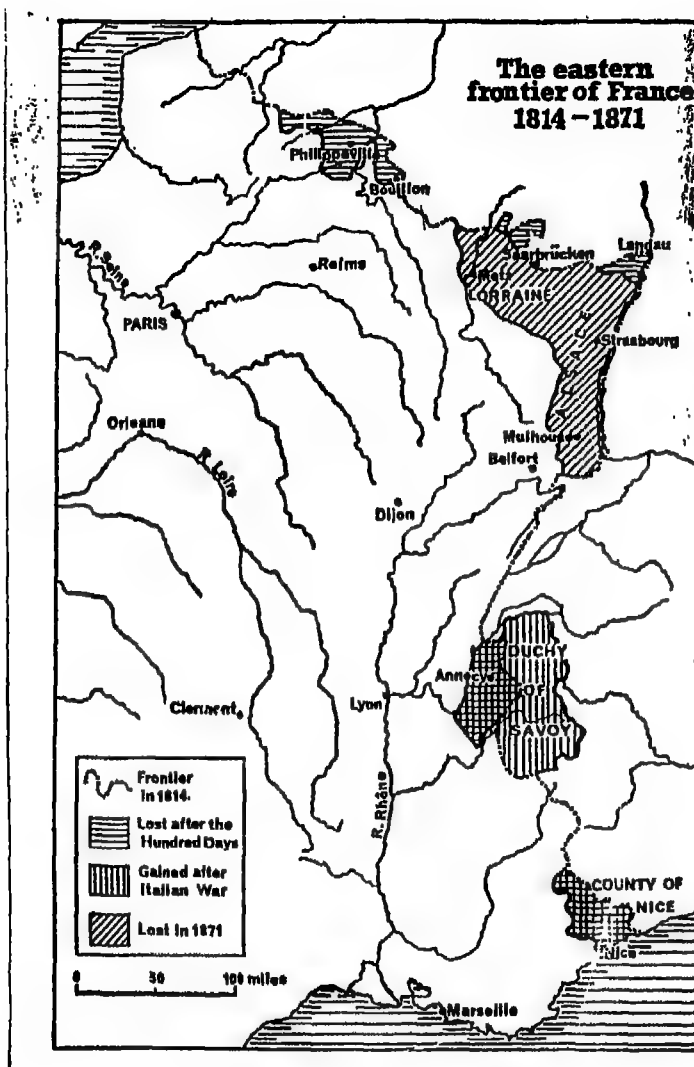 The eastern
frontier of France
1814–1871
Philippeville
Bouillon
R. Seine
Reims
Saarbrücken
Landau
Metz
LORRAINE
PARIS
ALSACE
Strasbourg
Orleans
R. Loire
Mulhouse
Belfort
Dijon
DUCHY
Annecy
OF
Clermont
Lyon
SAVOY
Frontier
in 1814.
Lost after the
Hundred Days
R. Rhône
Gained after
Italian War
COUNTY OF
NICE
Lost in 1871
Nice
0 50 100 miles
Marseille